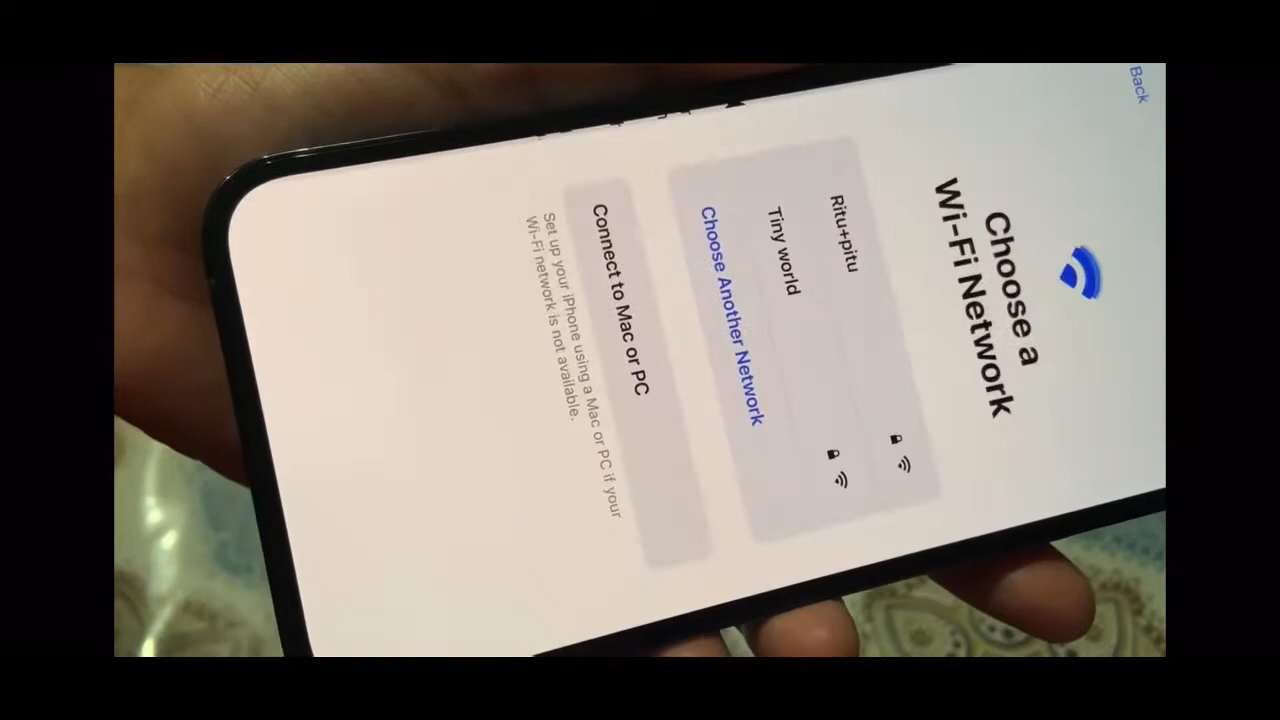 Back
Choose a
Wi-Fi Network
Ritu+pitu
Tiny world
Choose Another Network
Connect to Mac or PC
Set up your iPhone using a Mac or PC if your
Wi-Fi network is not available.